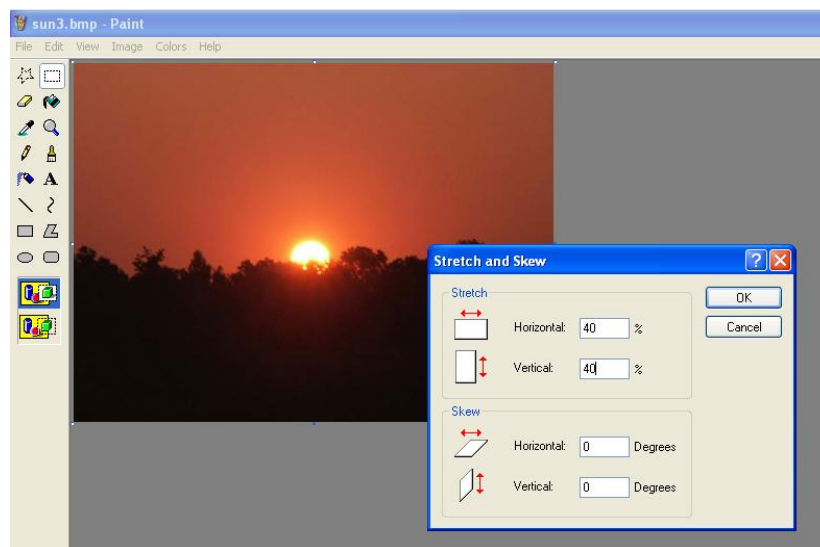 sun3.bmp - Paint
File Edit View Image Colors Help
A
Stretch and Skew
Stretch
Horizontal: 40 %
Vertical: 40 %
Skew
Horizontal: 0 Degrees
Vertical: 0 Degrees
OK
Cancel